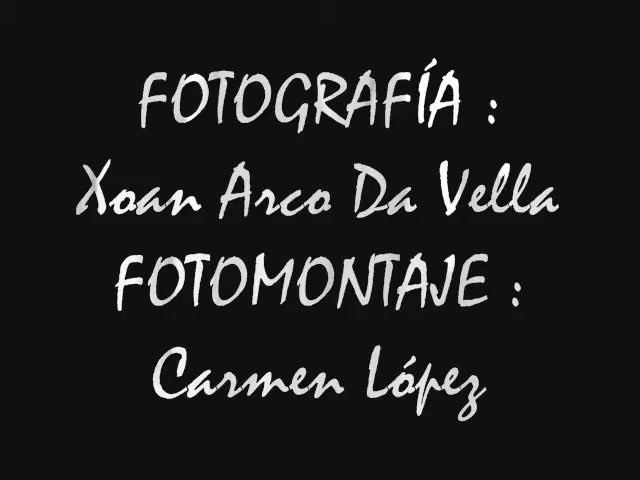 FOTOGRAFÍA :
Xoan Arco Da Vella
FOTOMONTAJE :
Carmen López